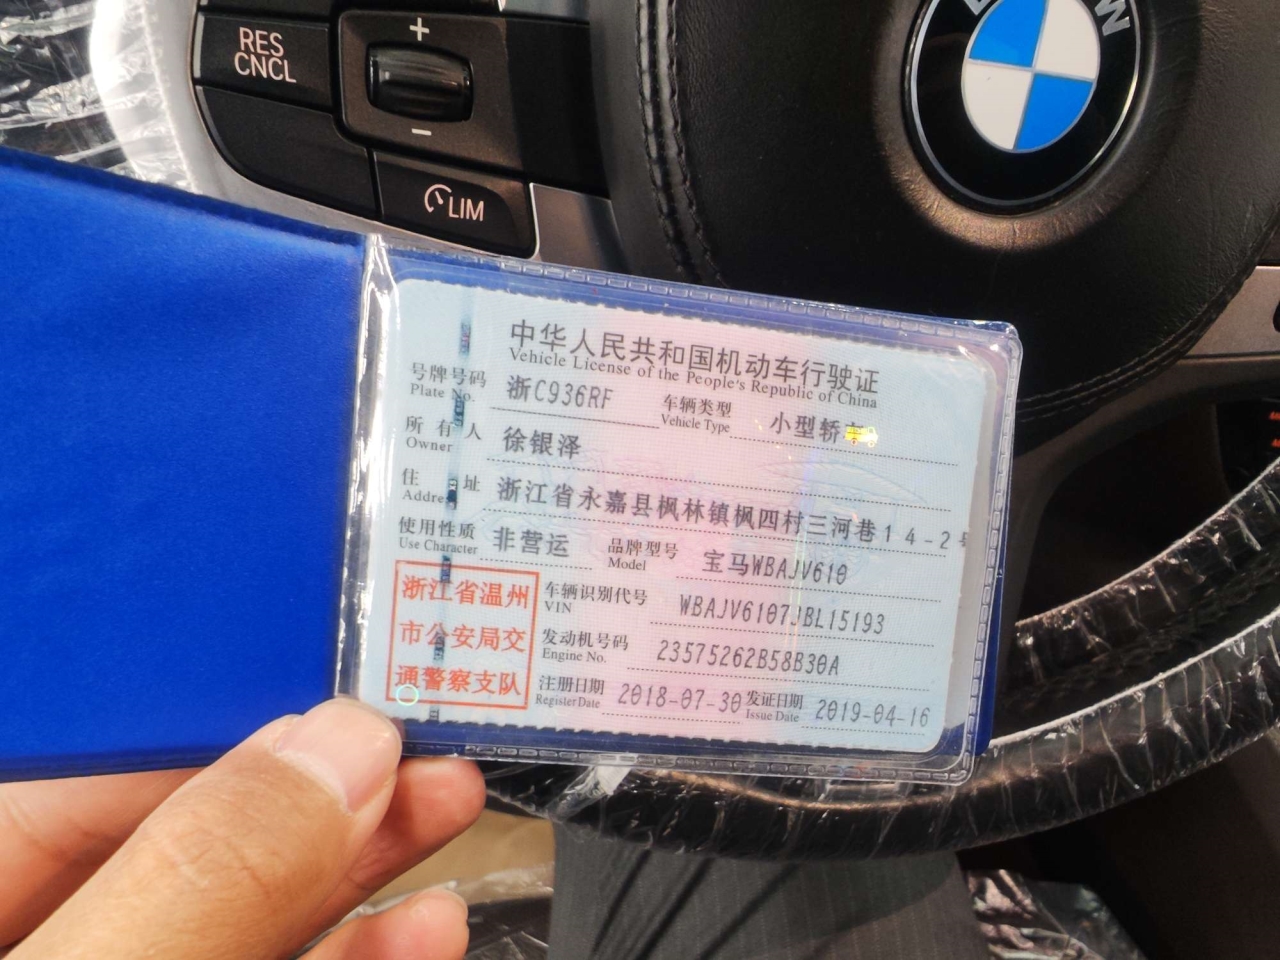 RES
CNCL
+
−
LIM
中华人民共和国机动车行驶证
Vehicle License of the People's Republic of China
号牌号码 浙C936RF 车辆类型 小型轿车
Plate No. Vehicle Type
所有人 徐银泽
Owner
住址 浙江省永嘉县枫林镇枫四村三河巷14-2号
Address
使用性质 非营运 品牌型号 宝马WBAJV610
Use Character Model
浙江省温州
市公安局交
通警察支队
车辆识别代号 WBAJV6107JBL15193
VIN
发动机号码 23575262B58B30A
Engine No.
注册日期 2018-07-30 发证日期 2019-04-16
Register Date Issue Date